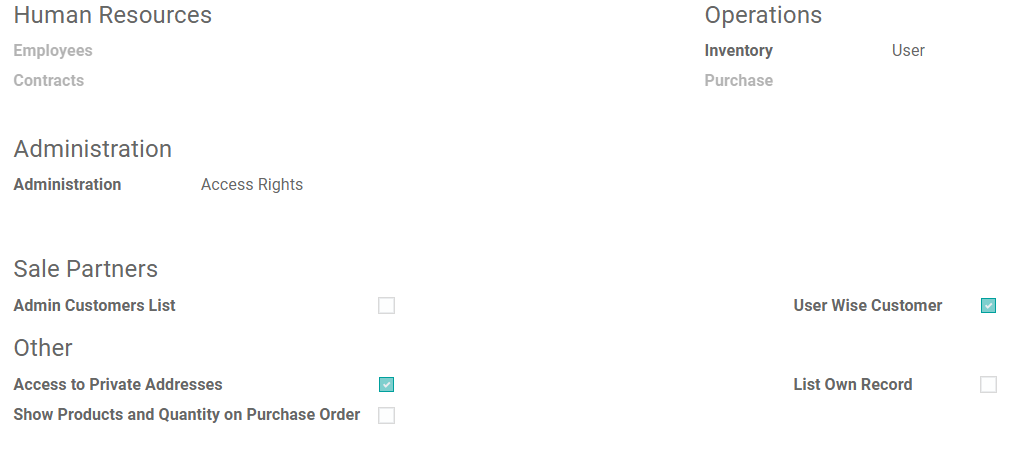 Human Resources
Operations
Employees
Inventory User
Contracts
Purchase
Administration
Administration Access Rights
Sale Partners
Admin Customers List
User Wise Customer
Other
Access to Private Addresses
List Own Record
Show Products and Quantity on Purchase Order